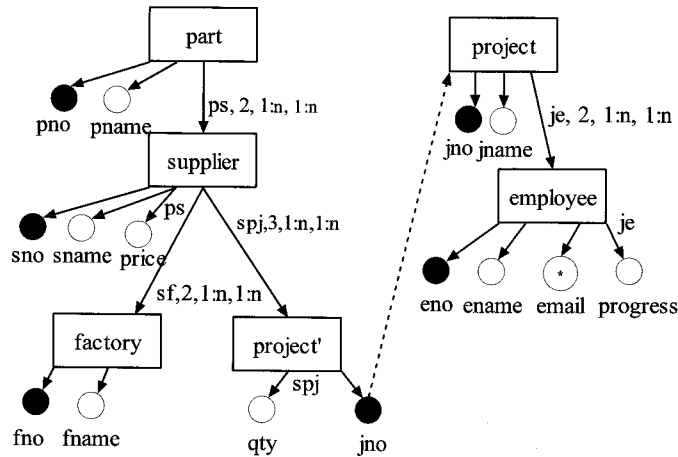 part
project
pno
pname
ps, 2, 1:n, 1:n
jno
jname
je, 2, 1:n, 1:n
supplier
employee
ps
spj,3,1:n,1:n
je
sno
sname
price
sf,2,1:n,1:n
eno
ename
*
email
progress
factory
project'
spj
fno
fname
qty
jno